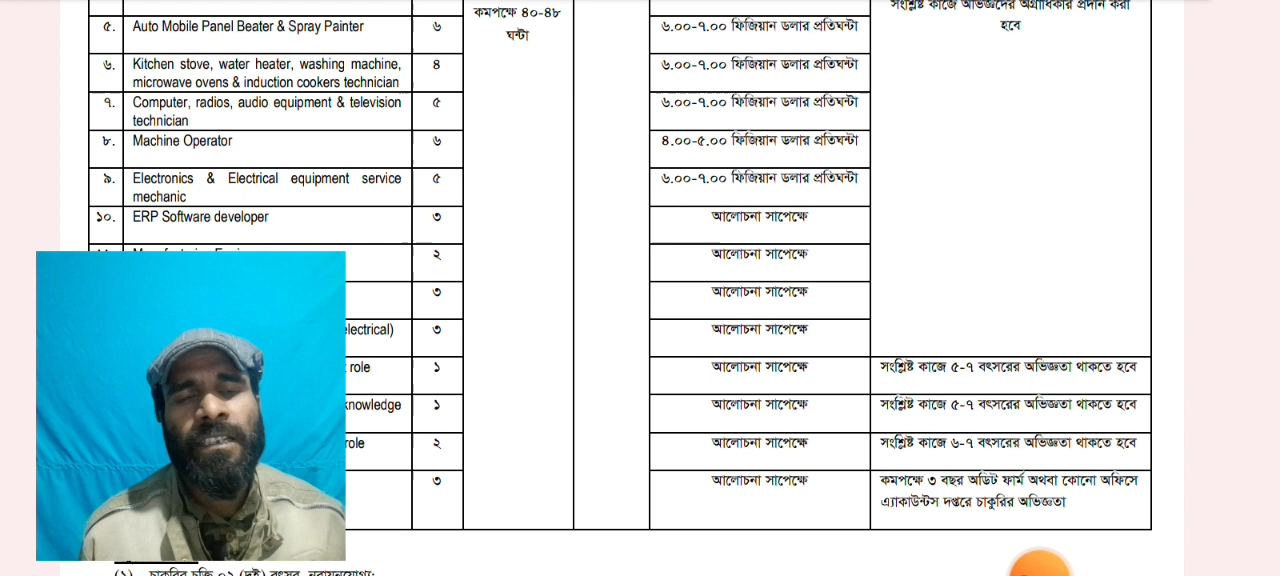 কমপক্ষে ৪০-৪৮
ঘন্টা
সংশ্লিষ্ট কাজে অভিজ্ঞদের অগ্রাধিকার প্রদান করা
হবে
৫. Auto Mobile Panel Beater & Spray Painter ৬ ৬.০০-৭.০০ ফিজিয়ান ডলার প্রতিঘন্টা
৬. Kitchen stove, water heater, washing machine, ৪ ৬.০০-৭.০০ ফিজিয়ান ডলার প্রতিঘন্টা
microwave ovens & induction cookers technician
৭. Computer, radios, audio equipment & television ৫ ৬.০০-৭.০০ ফিজিয়ান ডলার প্রতিঘন্টা
technician
৮. Machine Operator ৬ ৪.০০-৫.০০ ফিজিয়ান ডলার প্রতিঘন্টা
৯. Electronics & Electrical equipment service ৫ ৬.০০-৭.০০ ফিজিয়ান ডলার প্রতিঘন্টা
mechanic
১০. ERP Software developer ৩ আলোচনা সাপেক্ষে
২ আলোচনা সাপেক্ষে
৩ আলোচনা সাপেক্ষে
electrical) ৩ আলোচনা সাপেক্ষে
role ১ আলোচনা সাপেক্ষে সংশ্লিষ্ট কাজে ৫-৭ বৎসরের অভিজ্ঞতা থাকতে হবে
knowledge ১ আলোচনা সাপেক্ষে সংশ্লিষ্ট কাজে ৫-৭ বৎসরের অভিজ্ঞতা থাকতে হবে
role ২ আলোচনা সাপেক্ষে সংশ্লিষ্ট কাজে ৬-৭ বৎসরের অভিজ্ঞতা থাকতে হবে
৩ আলোচনা সাপেক্ষে কমপক্ষে ৩ বছর অডিট ফার্ম অথবা কোনো অফিসে
এ্যাকাউন্টস দপ্তরে চাকুরির অভিজ্ঞতা
(১) চাকুরির চুক্তি ০২ (দুই) বৎসর, নবায়নযোগ্য;